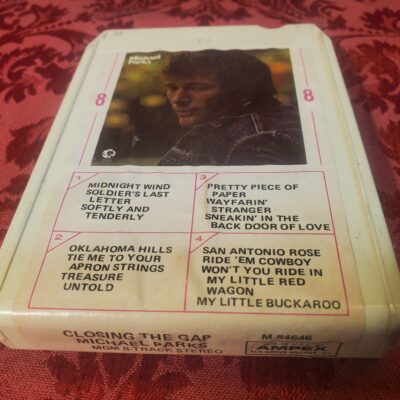 Michael
Parks
8
8
1
MIDNIGHT WIND
SOLDIER'S LAST
LETTER
SOFTLY AND
TENDERLY
3
PRETTY PIECE OF
PAPER
WAYFARIN'
STRANGER
SNEAKIN' IN THE
BACK DOOR OF LOVE
2
OKLAHOMA HILLS
TIE ME TO YOUR
APRON STRINGS
TREASURE
UNTOLD
4
SAN ANTONIO ROSE
RIDE 'EM COWBOY
WON'T YOU RIDE IN
MY LITTLE RED
WAGON
MY LITTLE BUCKAROO
CLOSING THE GAP
MICHAEL PARKS
MGM 8 TRACK STEREO
M 84646
AMPEX